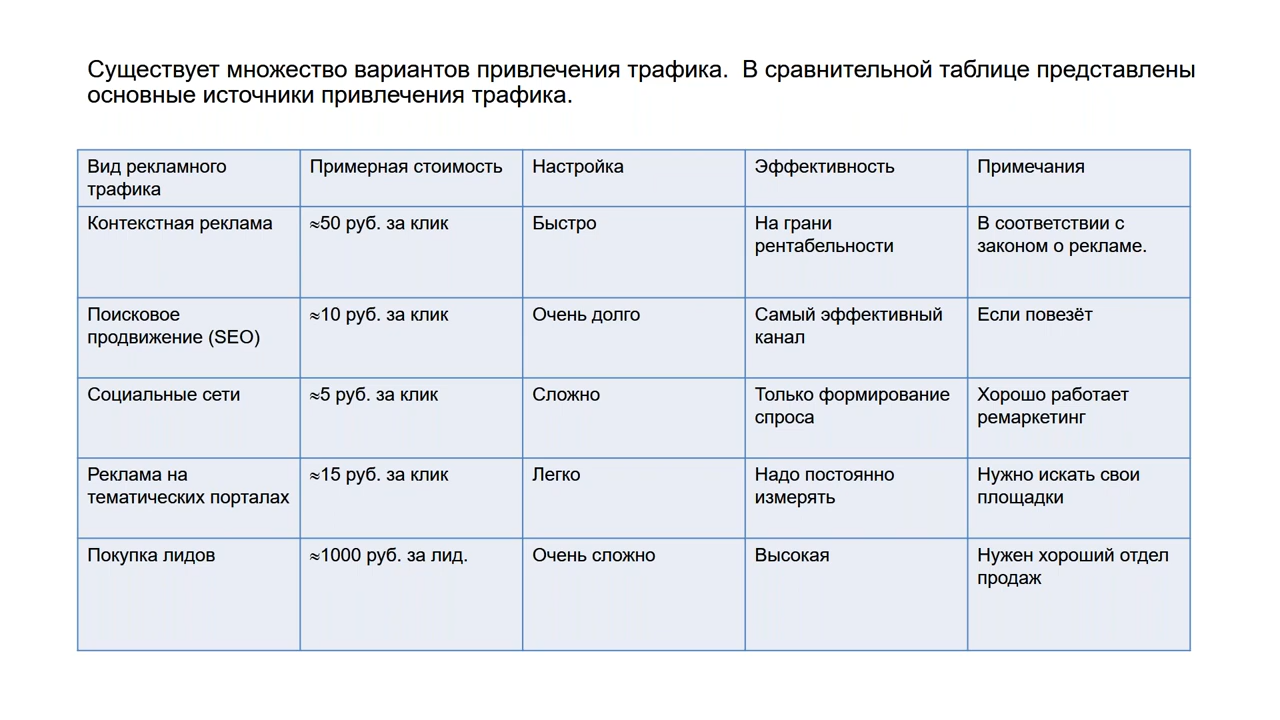 Существует множество вариантов привлечения трафика. В сравнительной таблице представлены
основные источники привлечения трафика.
Вид рекламного
трафика
Примерная стоимость
Настройка
Эффективность
Примечания
Контекстная реклама
≈50 руб. за клик
Быстро
На грани
рентабельности
В соответствии с
законом о рекламе.
Поисковое
продвижение (SEO)
≈10 руб. за клик
Очень долго
Самый эффективный
канал
Если повезёт
Социальные сети
≈5 руб. за клик
Сложно
Только формирование
спроса
Хорошо работает
ремаркетинг
Реклама на
тематических порталах
≈15 руб. за клик
Легко
Надо постоянно
измерять
Нужно искать свои
площадки
Покупка лидов
≈1000 руб. за лид.
Очень сложно
Высокая
Нужен хороший отдел
продаж